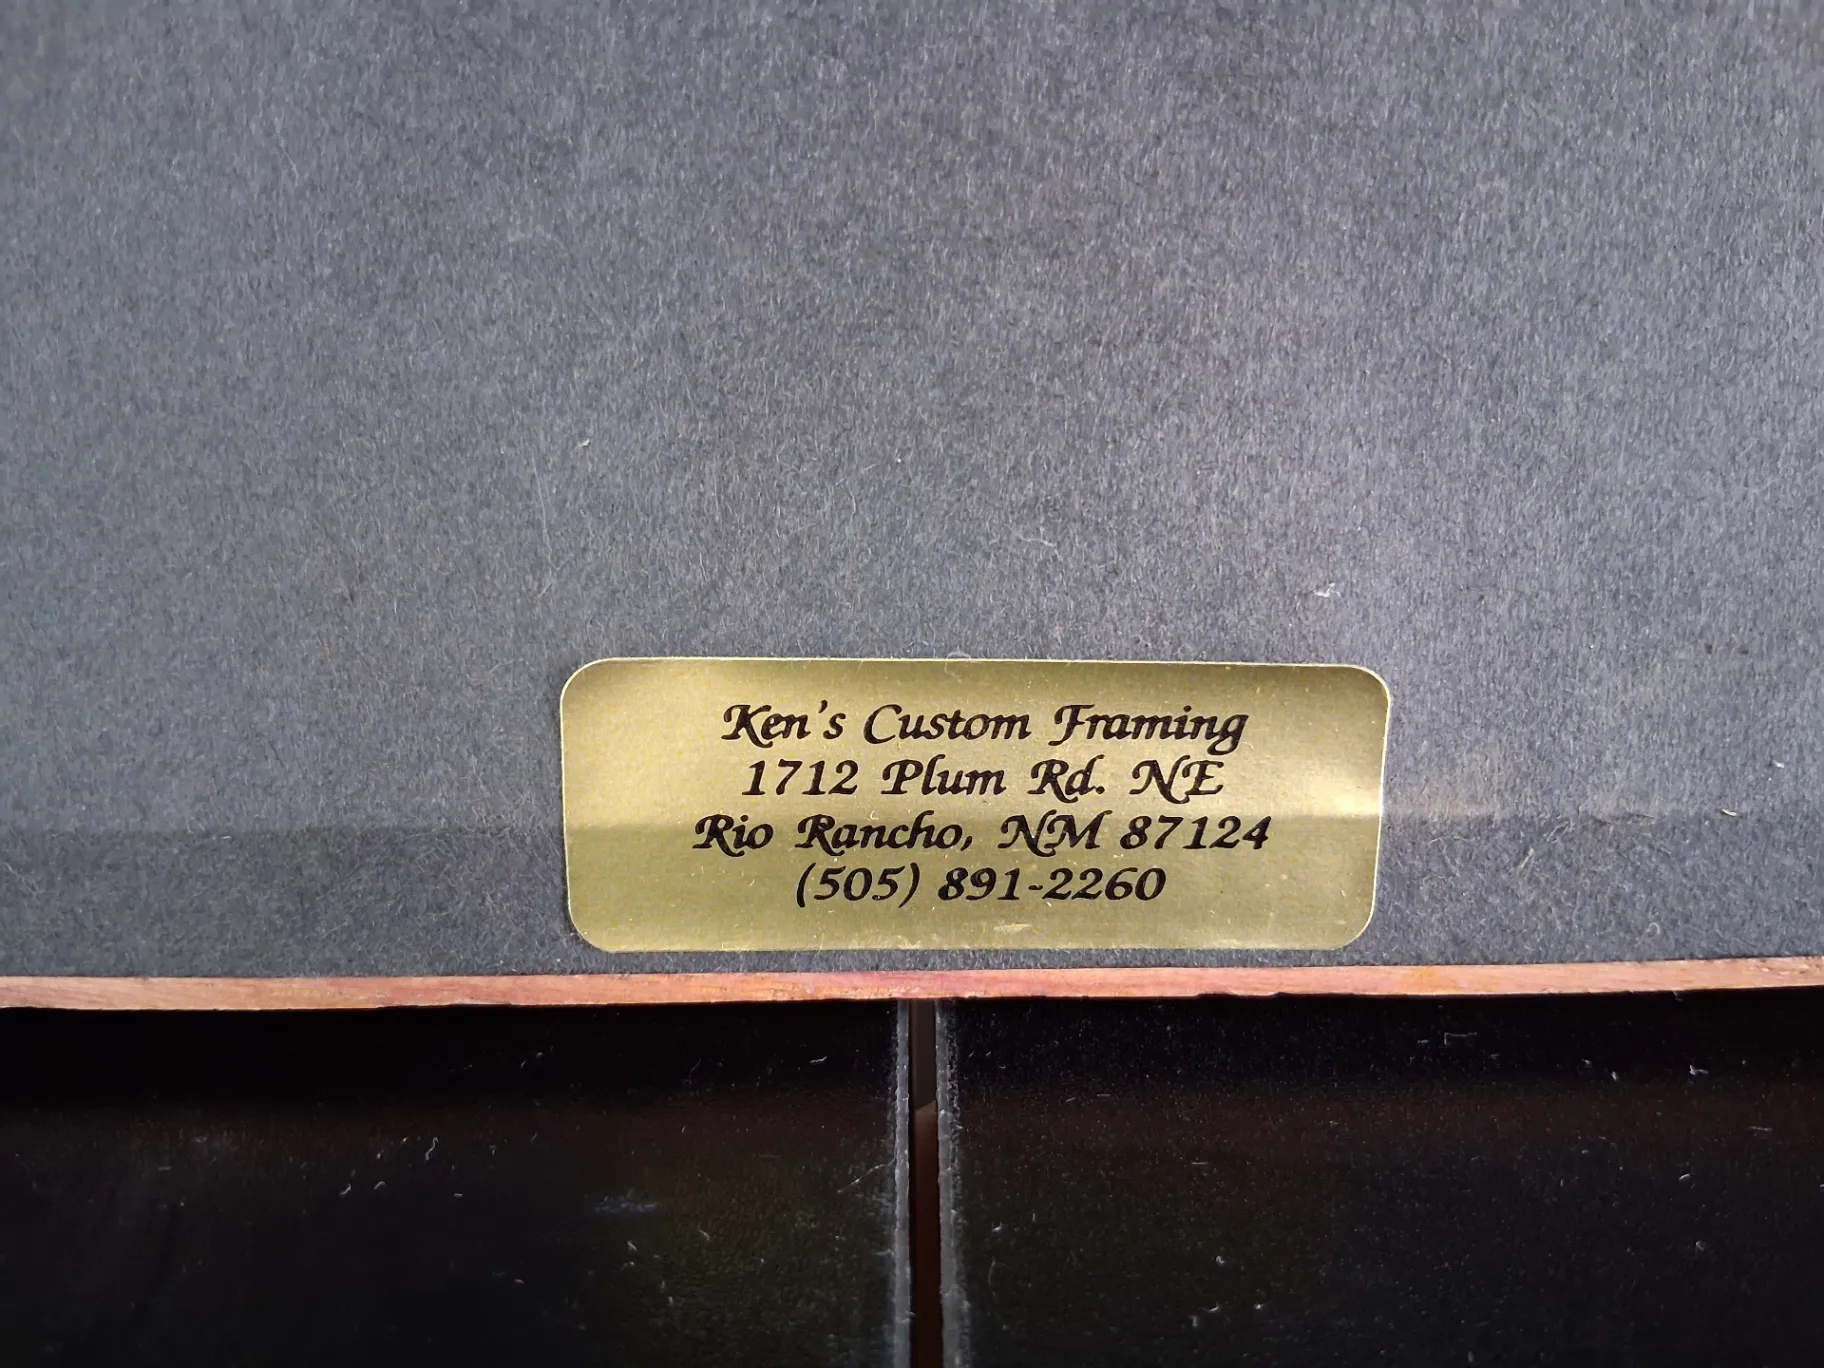 Ken's Custom Framing
1712 Plum Rd. NE
Rio Rancho, NM 87124
(505) 891-2260